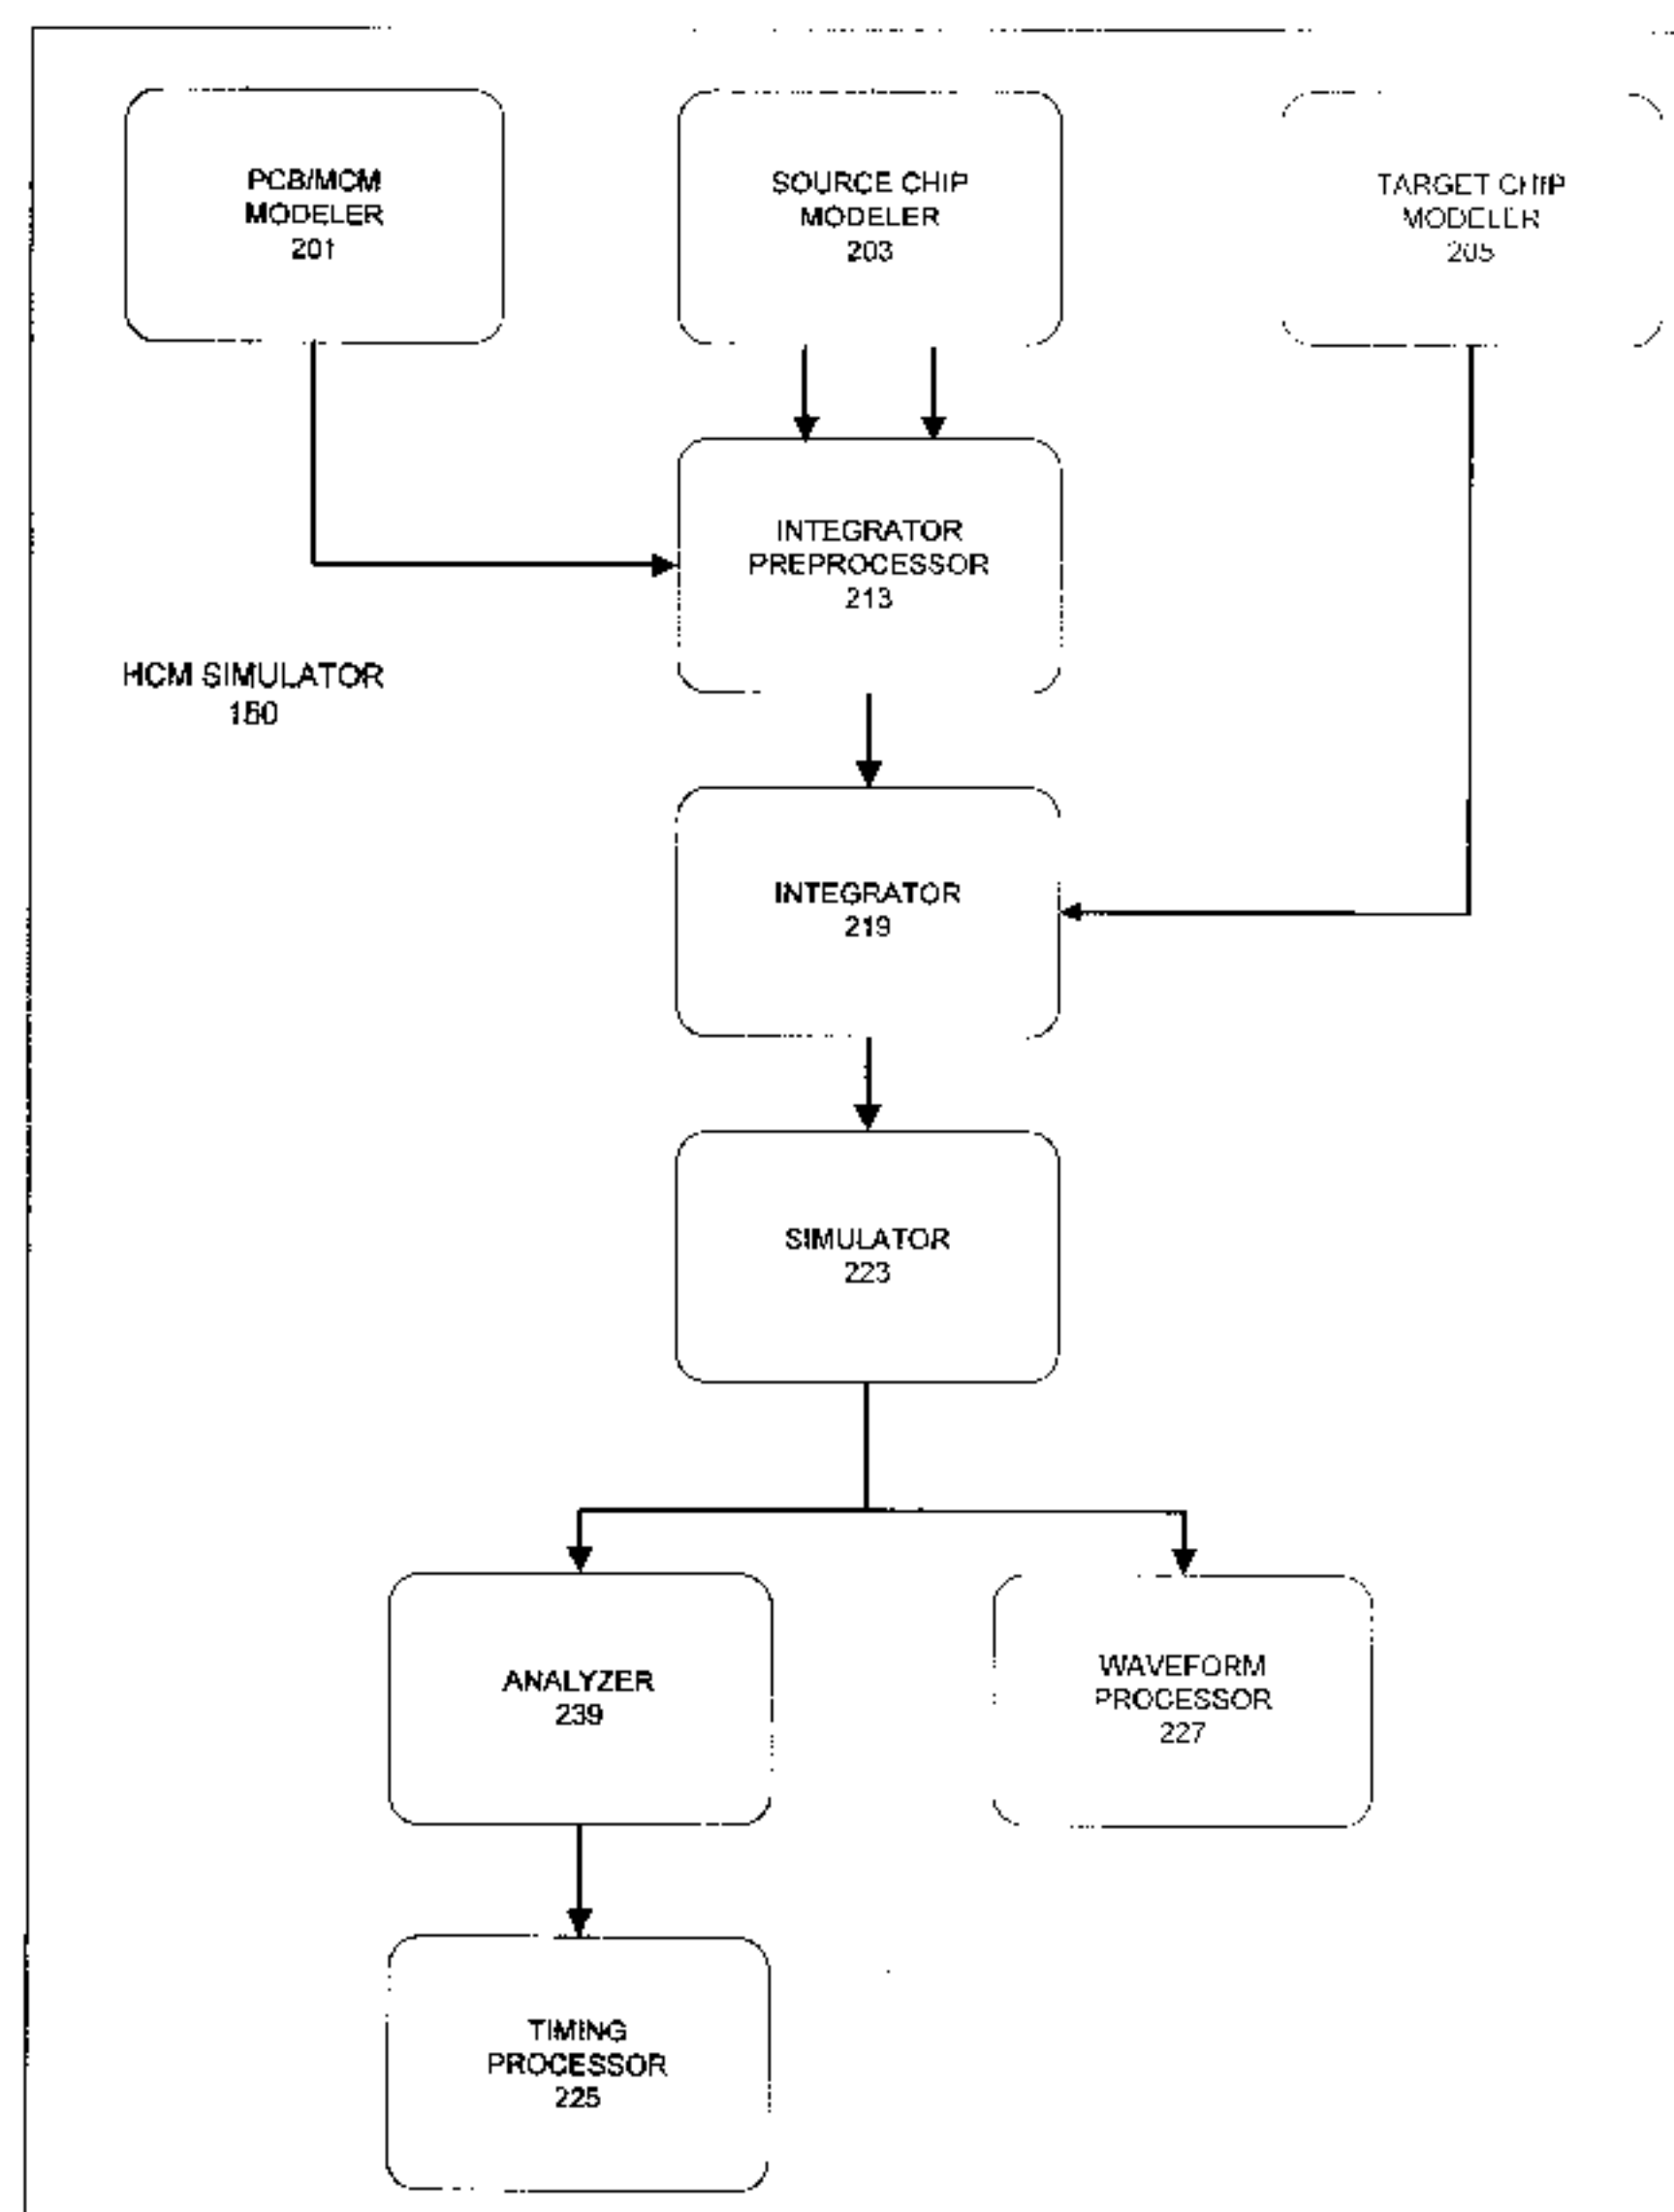 PCB/MCM
MODELER
201
SOURCE CHIP
MODELER
203
TARGET CHIP
MODELER
205
INTEGRATOR
PREPROCESSOR
213
HCM SIMULATOR
150
INTEGRATOR
219
SIMULATOR
223
ANALYZER
239
WAVEFORM
PROCESSOR
227
TIMING
PROCESSOR
225